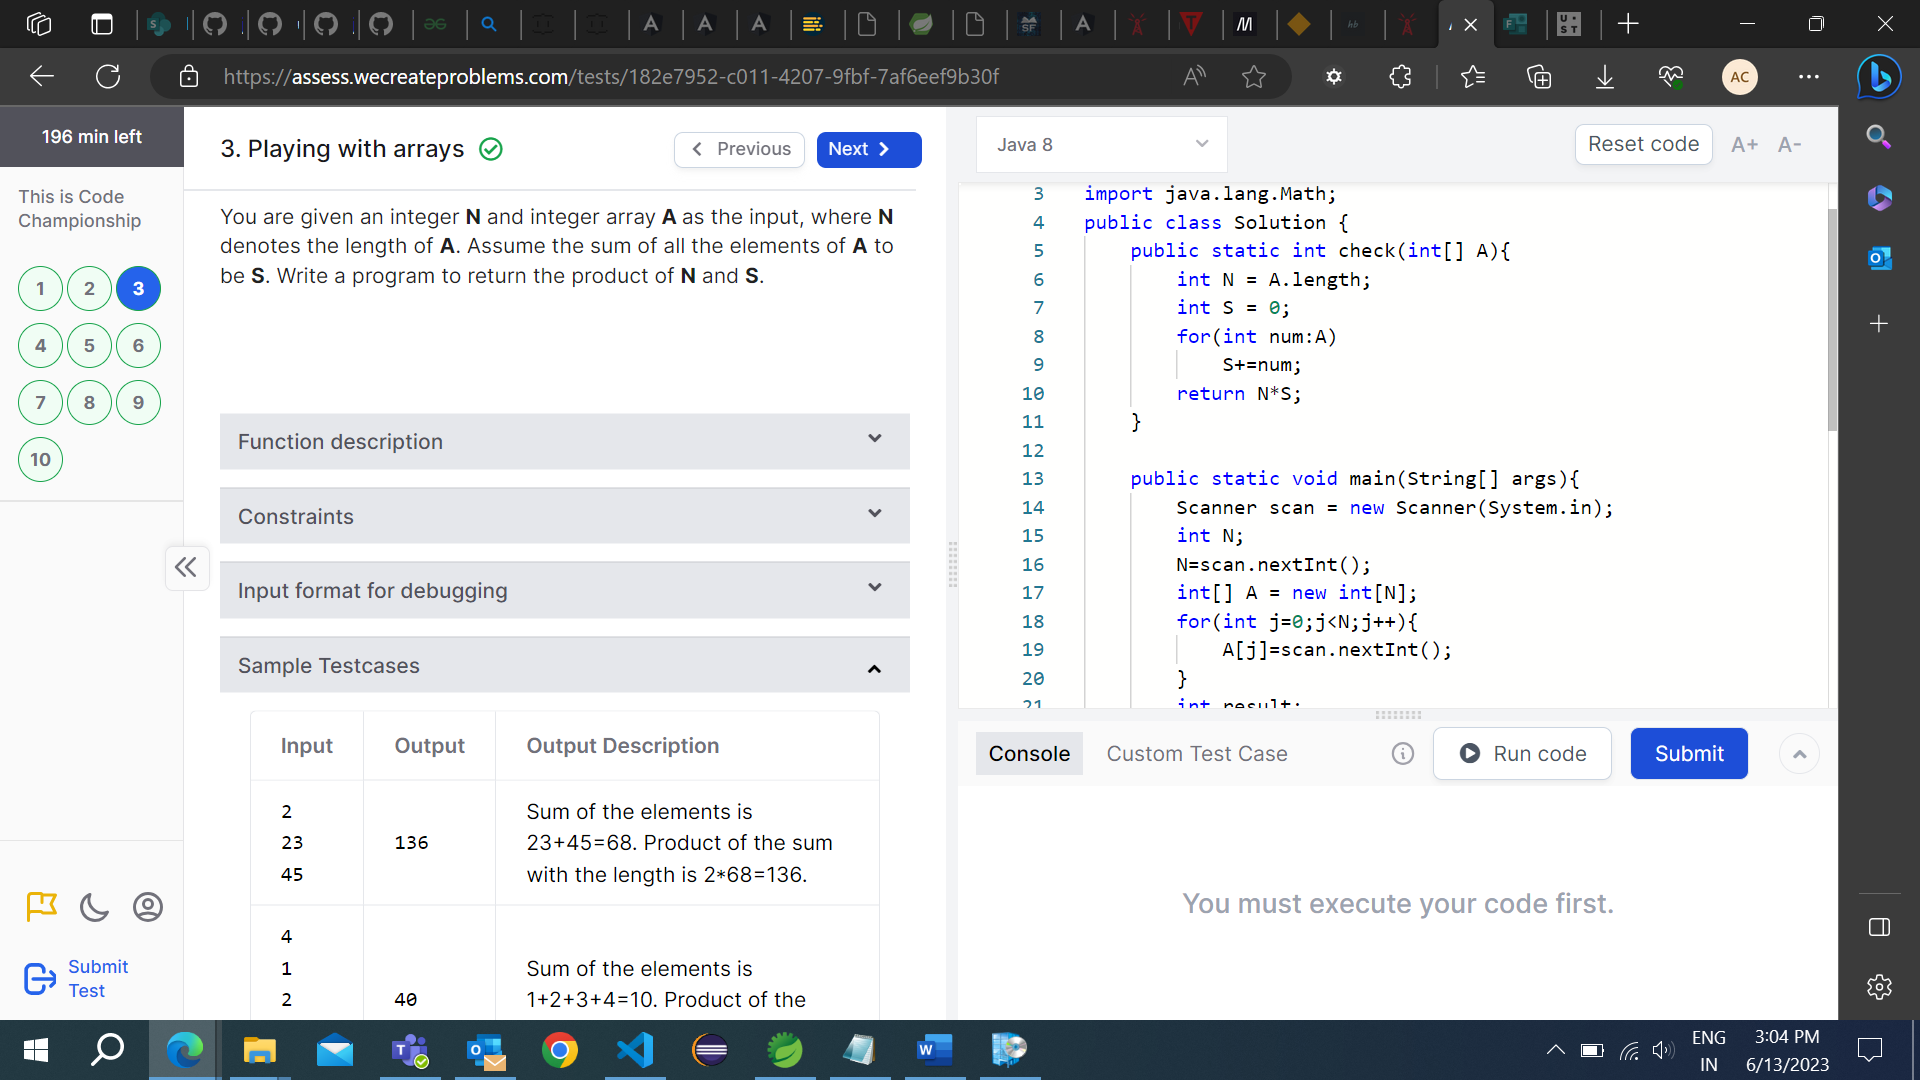 https://assess.wecreateproblems.com/tests/182e7952-c011-4207-9fbf-7af6eef9b30f
AC
196 min left
This is Code
Championship
1 2 3
4 5 6
7 8 9
10
Submit
Test
3. Playing with arrays
Previous
Next
You are given an integer N and integer array A as the input, where N
denotes the length of A. Assume the sum of all the elements of A to
be S. Write a program to return the product of N and S.
Function description
Constraints
Input format for debugging
Sample Testcases
Input Output Output Description
2
23
45
136
Sum of the elements is
23+45=68. Product of the sum
with the length is 2*68=136.
4
1
2
40
Sum of the elements is
1+2+3+4=10. Product of the
Java 8
Reset code
A+ A-
3 import java.lang.Math;
4 public class Solution {
5 public static int check(int[] A){
6 int N = A.length;
7 int S = 0;
8 for(int num:A)
9 S+=num;
10 return N*S;
11 }
12
13 public static void main(String[] args){
14 Scanner scan = new Scanner(System.in);
15 int N;
16 N=scan.nextInt();
17 int[] A = new int[N];
18 for(int j=0;j<N;j++){
19 A[j]=scan.nextInt();
20 }
21 int result;
Console
Custom Test Case
Run code
Submit
You must execute your code first.
ENG
IN
3:04 PM
6/13/2023